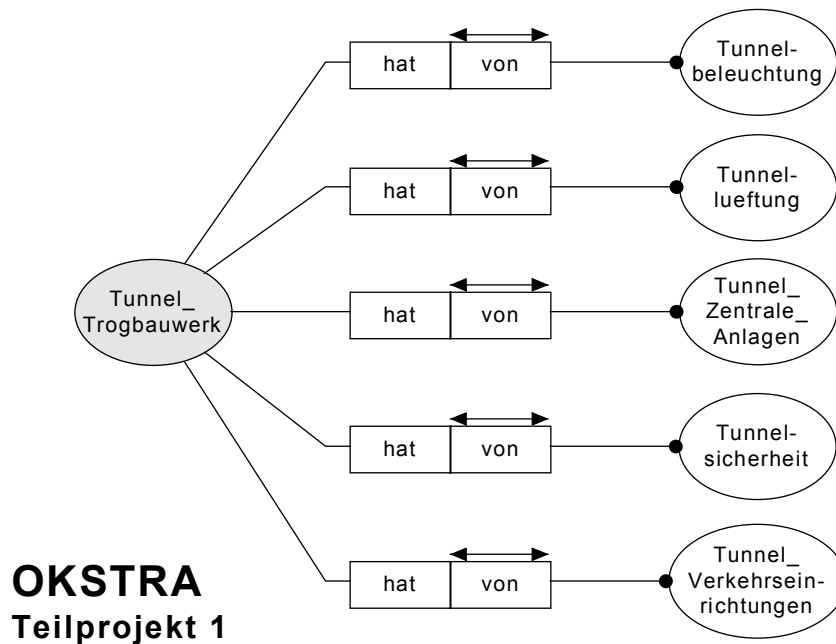 hat von
Tunnel-
beleuchtung
hat von
Tunnel-
lueftung
Tunnel_
Trogbauwerk
hat von
Tunnel_
Zentrale_
Anlagen
hat von
Tunnel-
sicherheit
hat von
Tunnel_
Verkehrsein-
richtungen
OKSTRA
Teilprojekt 1